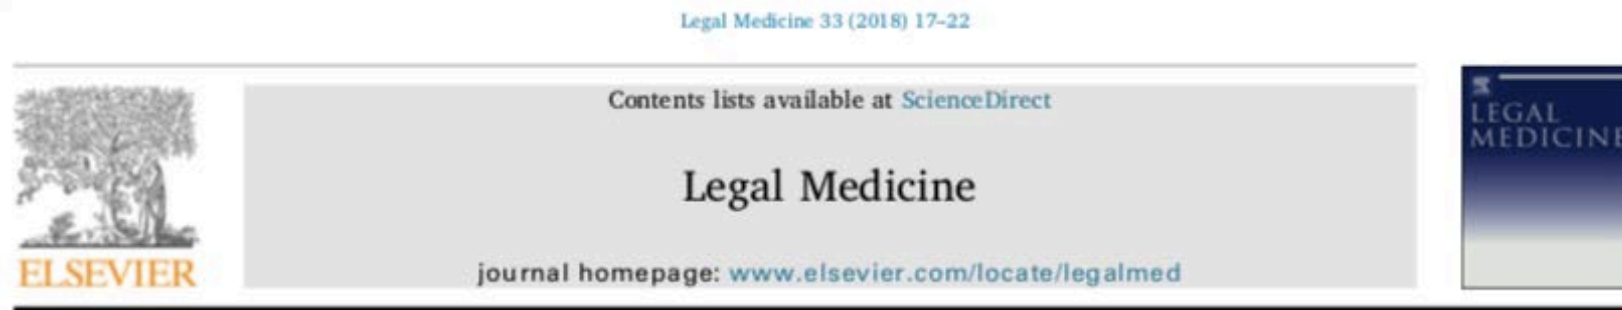 Legal Medicine 33 (2018) 17–22
Contents lists available at ScienceDirect
Legal Medicine
journal homepage: www.elsevier.com/locate/legalmed
ELSEVIER
LEGAL
MEDICINE